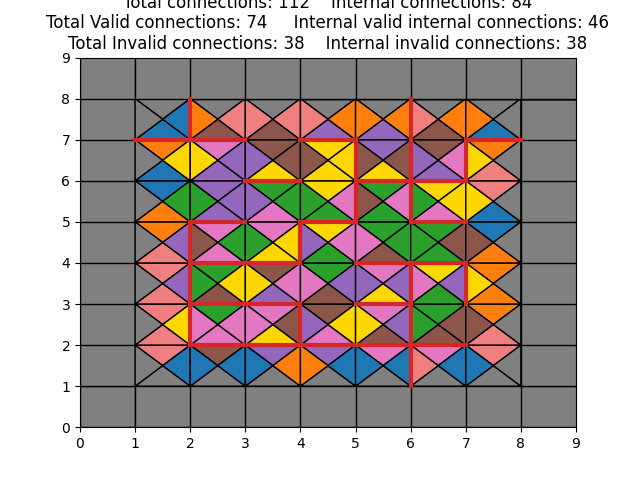 Total connections: 112    Internal connections: 84
Total Valid connections: 74     Internal valid internal connections: 46
Total Invalid connections: 38    Internal invalid connections: 38
9
8
7
6
5
4
3
2
1
0
0 1 2 3 4 5 6 7 8 9